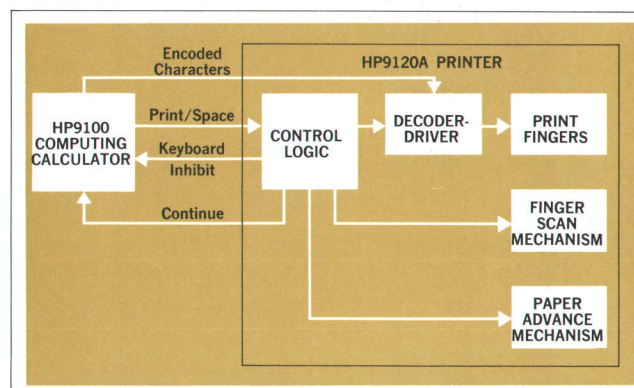 Encoded
Characters
HP9120A PRINTER
HP9100
COMPUTING
CALCULATOR
Print/Space
Keyboard
Inhibit
Continue
CONTROL
LOGIC
DECODER-
DRIVER
PRINT
FINGERS
FINGER
SCAN
MECHANISM
PAPER
ADVANCE
MECHANISM